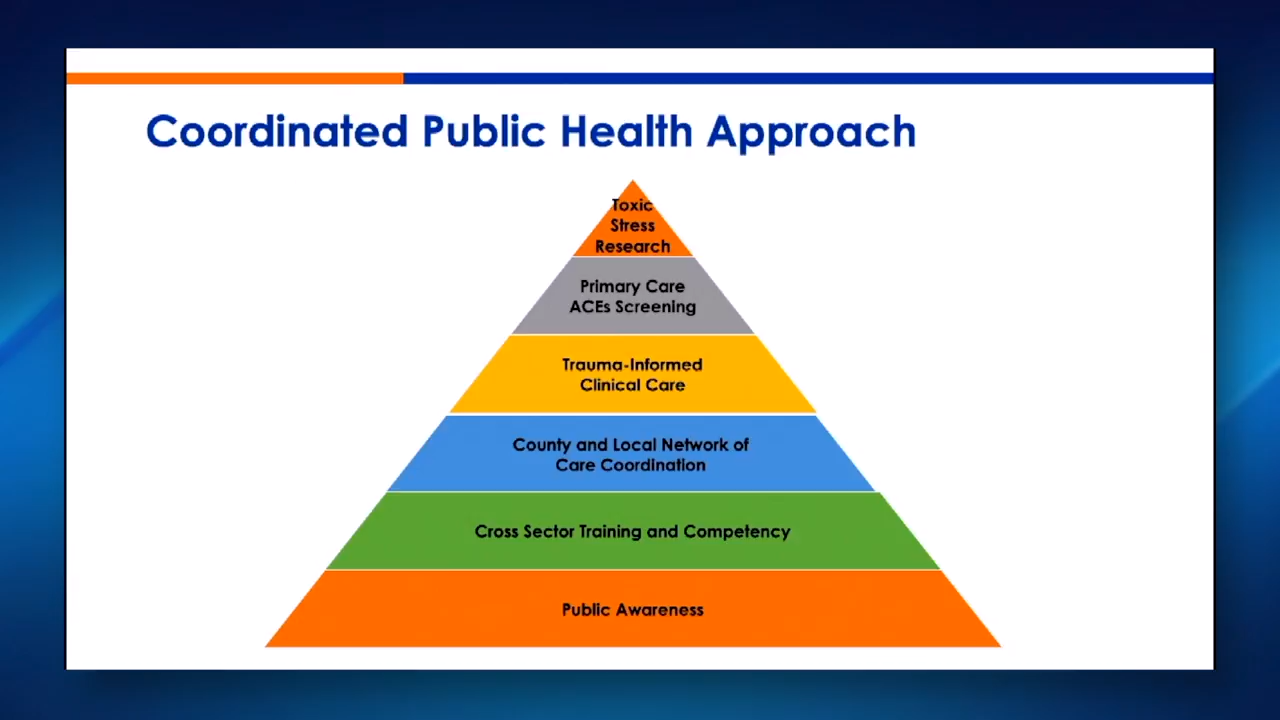 Coordinated Public Health Approach
Toxic
Stress
Research
Primary Care
ACEs Screening
Trauma-Informed
Clinical Care
County and Local Network of
Care Coordination
Cross Sector Training and Competency
Public Awareness